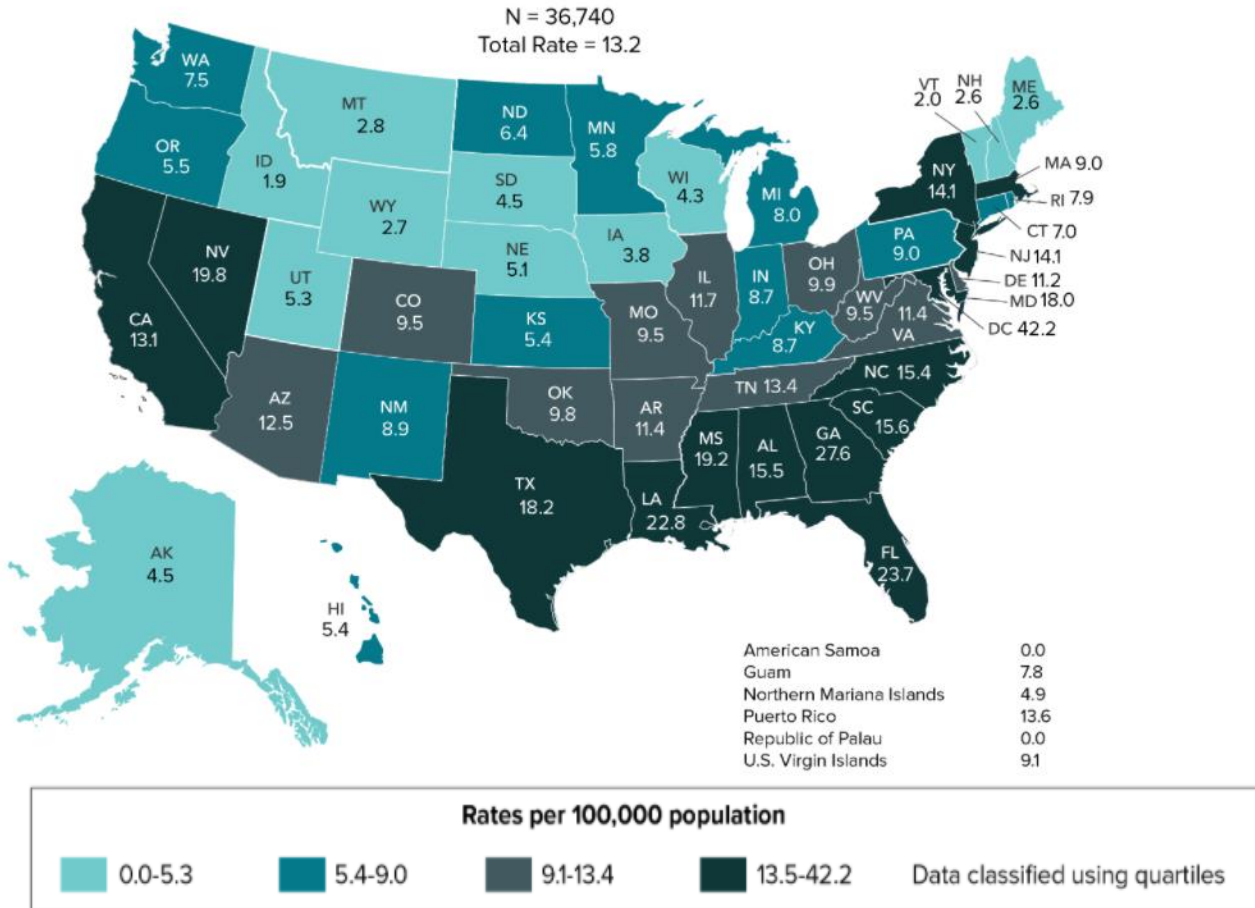 N = 36,740
Total Rate = 13.2
WA
7.5
OR
5.5
CA
13.1
NV
19.8
ID
1.9
MT
2.8
WY
2.7
UT
5.3
CO
9.5
AZ
12.5
NM
8.9
ND
6.4
SD
4.5
NE
5.1
KS
5.4
OK
9.8
TX
18.2
MN
5.8
IA
3.8
MO
9.5
AR
11.4
LA
22.8
WI
4.3
IL
11.7
MI
8.0
IN
8.7
OH
9.9
KY
8.7
TN 13.4
MS
19.2
AL
15.5
GA
27.6
FL
23.7
SC
15.6
NC 15.4
WV
9.5
11.4
VA
PA
9.0
NY
14.1
VT
2.0
NH
2.6
ME
2.6
MA 9.0
RI 7.9
CT 7.0
NJ 14.1
DE 11.2
MD 18.0
DC 42.2
AK
4.5
HI
5.4
American Samoa 0.0
Guam 7.8
Northern Mariana Islands 4.9
Puerto Rico 13.6
Republic of Palau 0.0
U.S. Virgin Islands 9.1
Rates per 100,000 population
0.0-5.3 5.4-9.0 9.1-13.4 13.5-42.2 Data classified using quartiles